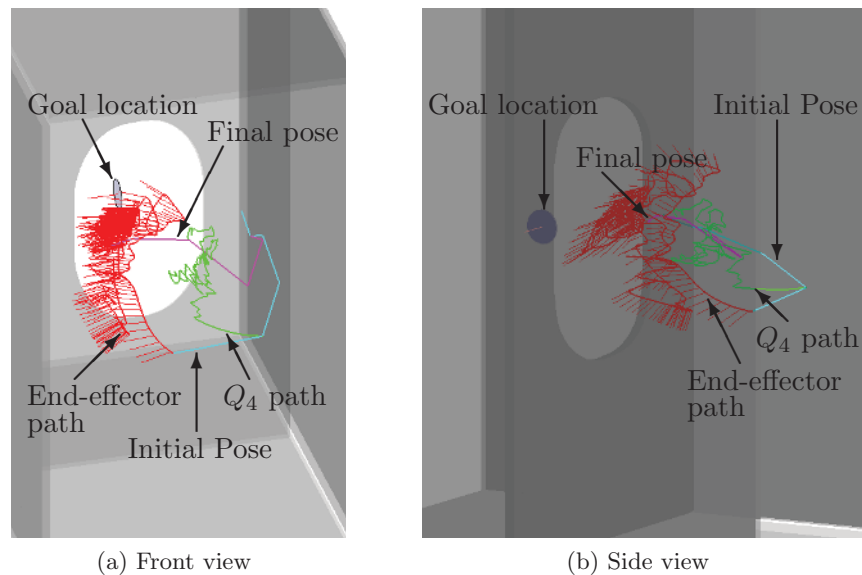 Goal location
Final pose
End-effector
path
Q4 path
Initial Pose
(a) Front view
Goal location
Initial Pose
Final pose
Q4 path
End-effector
path
(b) Side view